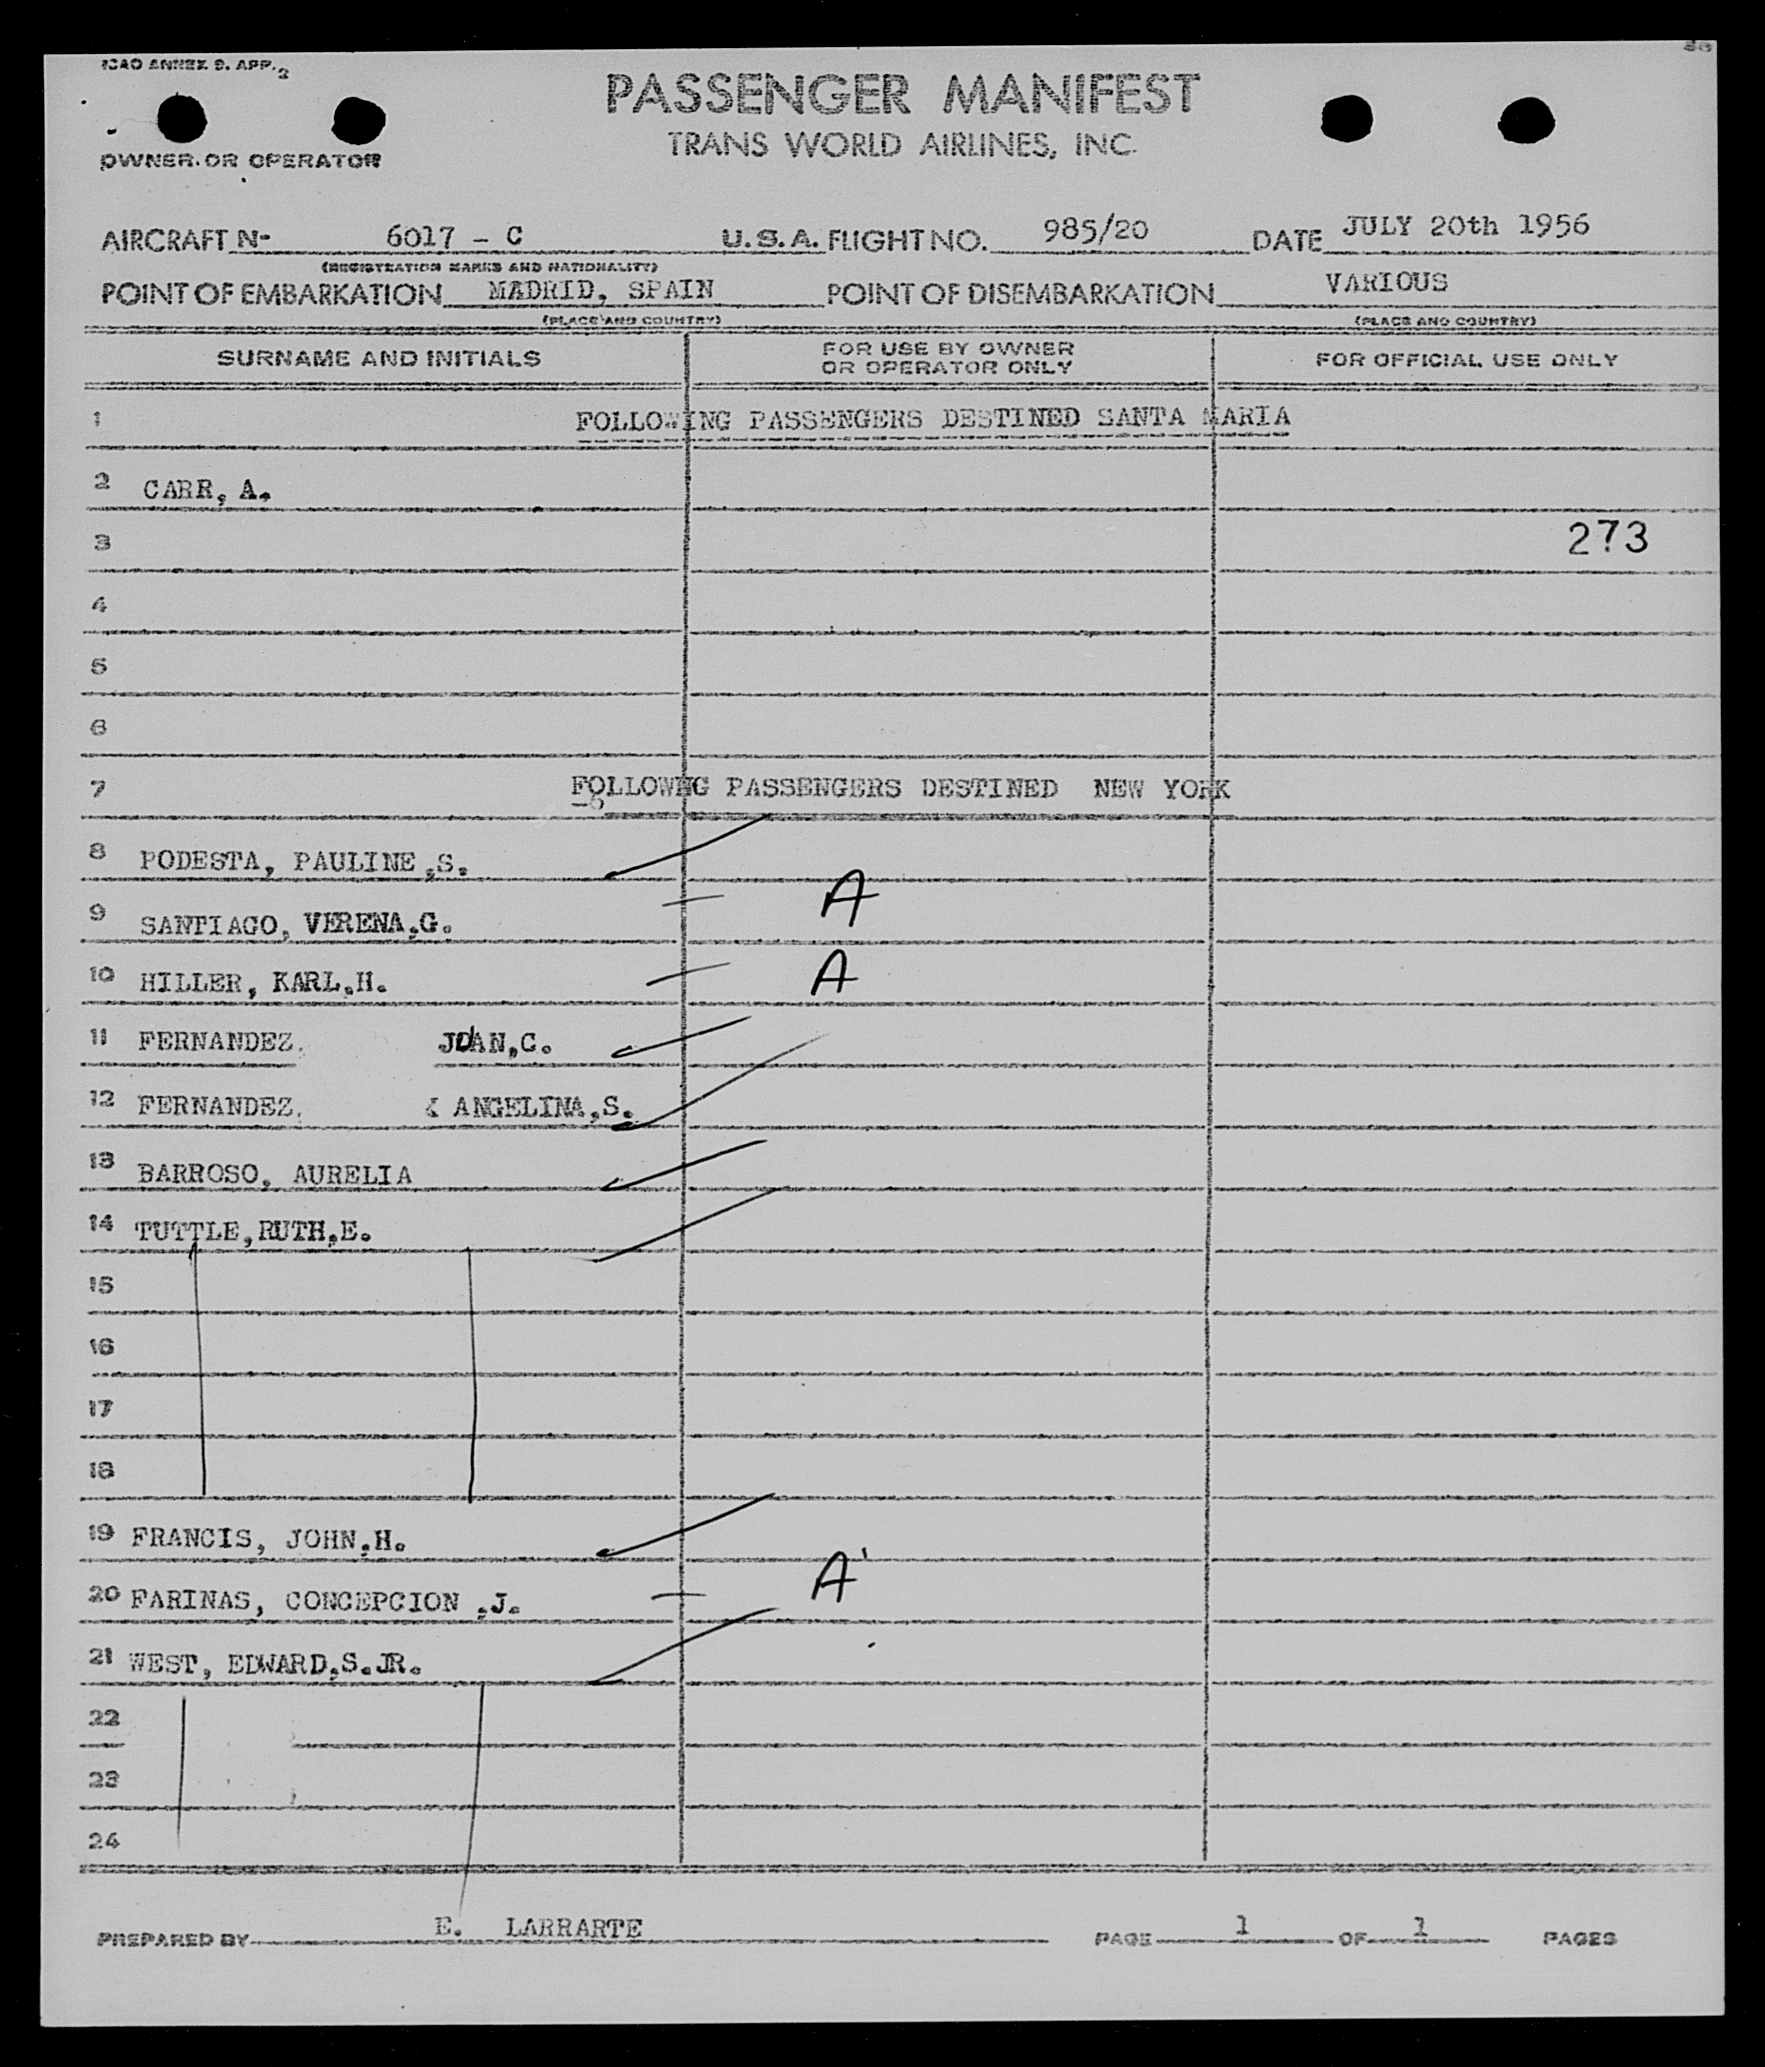 ICAO ANNEX 9. APP. 2
PASSENGER MANIFEST
TRANS WORLD AIRLINES, INC.
OWNER OR OPERATOR
AIRCRAFT N- 6017 - C U.S.A. FLIGHT NO. 985/20 DATE JULY 20th 1956
(REGISTRATION MARKS AND NATIONALITY)
POINT OF EMBARKATION MADRID, SPAIN POINT OF DISEMBARKATION VARIOUS
(PLACE AND COUNTRY) (PLACE AND COUNTRY)
SURNAME AND INITIALS FOR USE BY OWNER OR OPERATOR ONLY FOR OFFICIAL USE ONLY
1 FOLLOWING PASSENGERS DESTINED SANTA MARIA
2 CARR, A.
3 273
4
5
6
7 FOLLOWNG PASSENGERS DESTINED NEW YORK
8 PODESTA, PAULINE,S.
9 SANTIAGO, VERENA,G. A
10 HILLER, KARL,H. A
11 FERNANDEZ, JUAN,C.
12 FERNANDEZ, ANGELINA,S.
13 BARROSO, AURELIA
14 TUTTLE,RUTH,E.
15
16
17
18
19 FRANCIS, JOHN,H.
20 FARINAS, CONCEPCION ,J. A
21 WEST, EDWARD,S.JR.
22
23
24
PREPARED BY E. LARRARTE PAGE 1 OF 1 PAGES